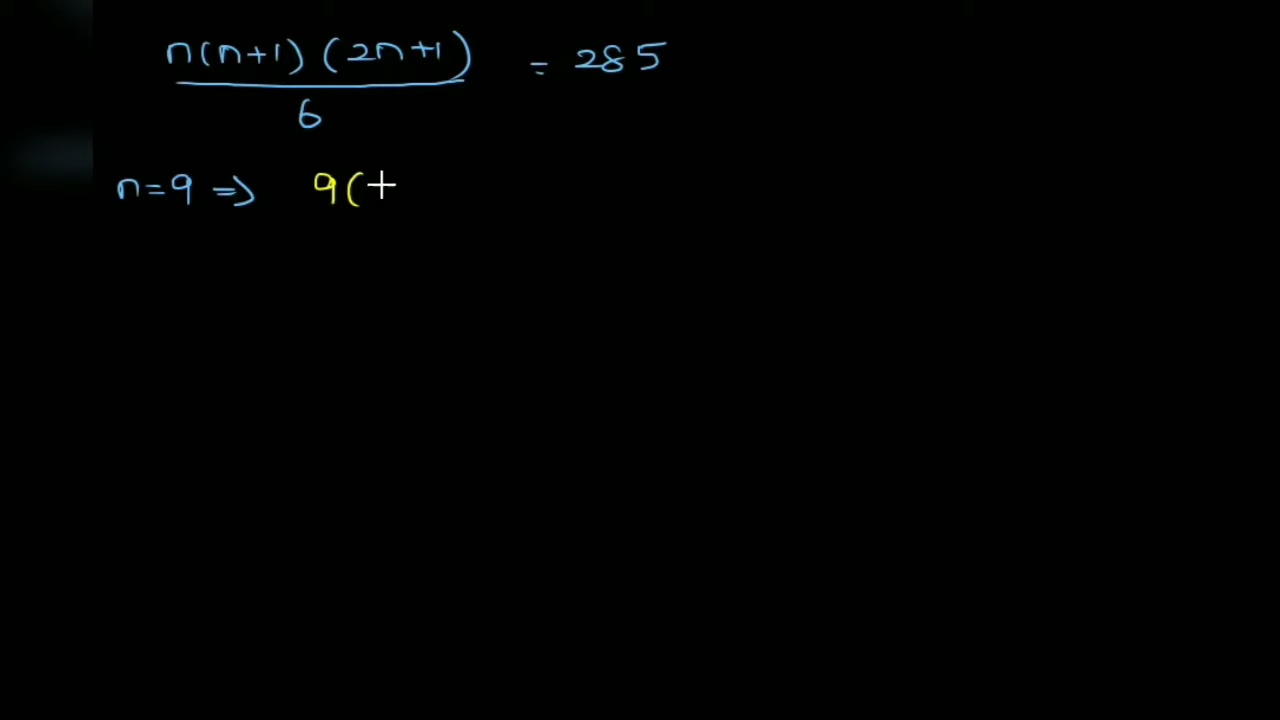 n(n+1)(2n+1)
6
= 285
n=9 => 9(